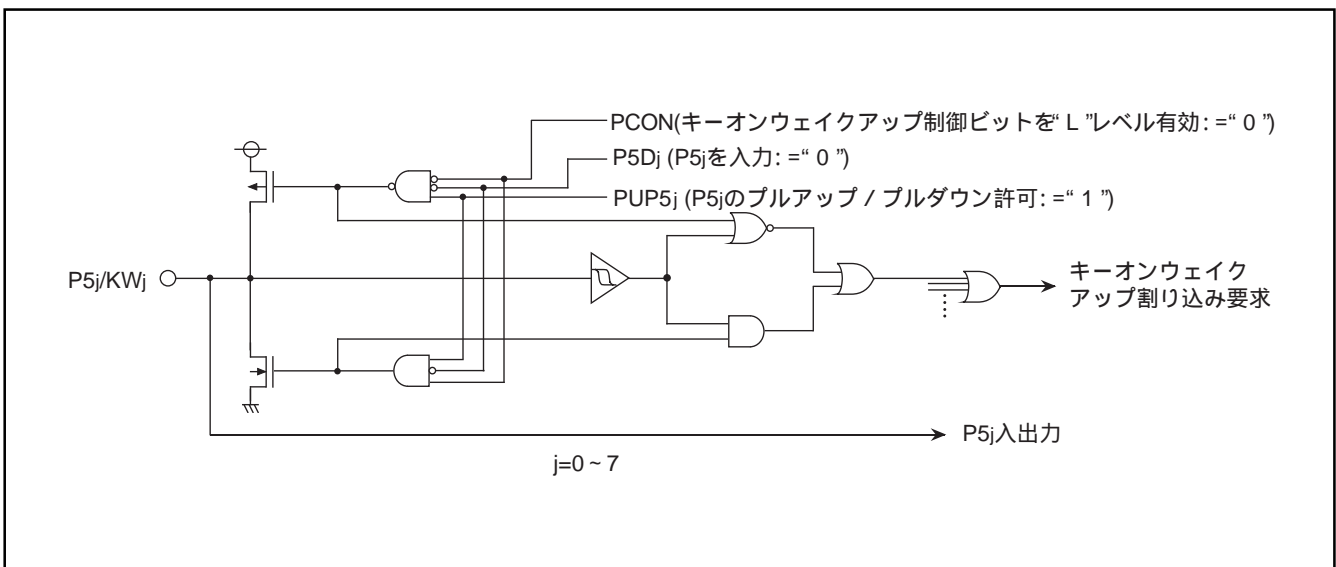 PCON(キーオンウェイクアップ制御ビットを“ L ”レベル有効: =“ 0 ”)
P5Dj (P5jを入力: =“ 0 ”)
PUP5j (P5jのプルアップ / プルダウン許可: =“ 1 ”)
P5j/KWj
キーオンウェイク
アップ割り込み要求
P5j入出力
j=0 ~ 7